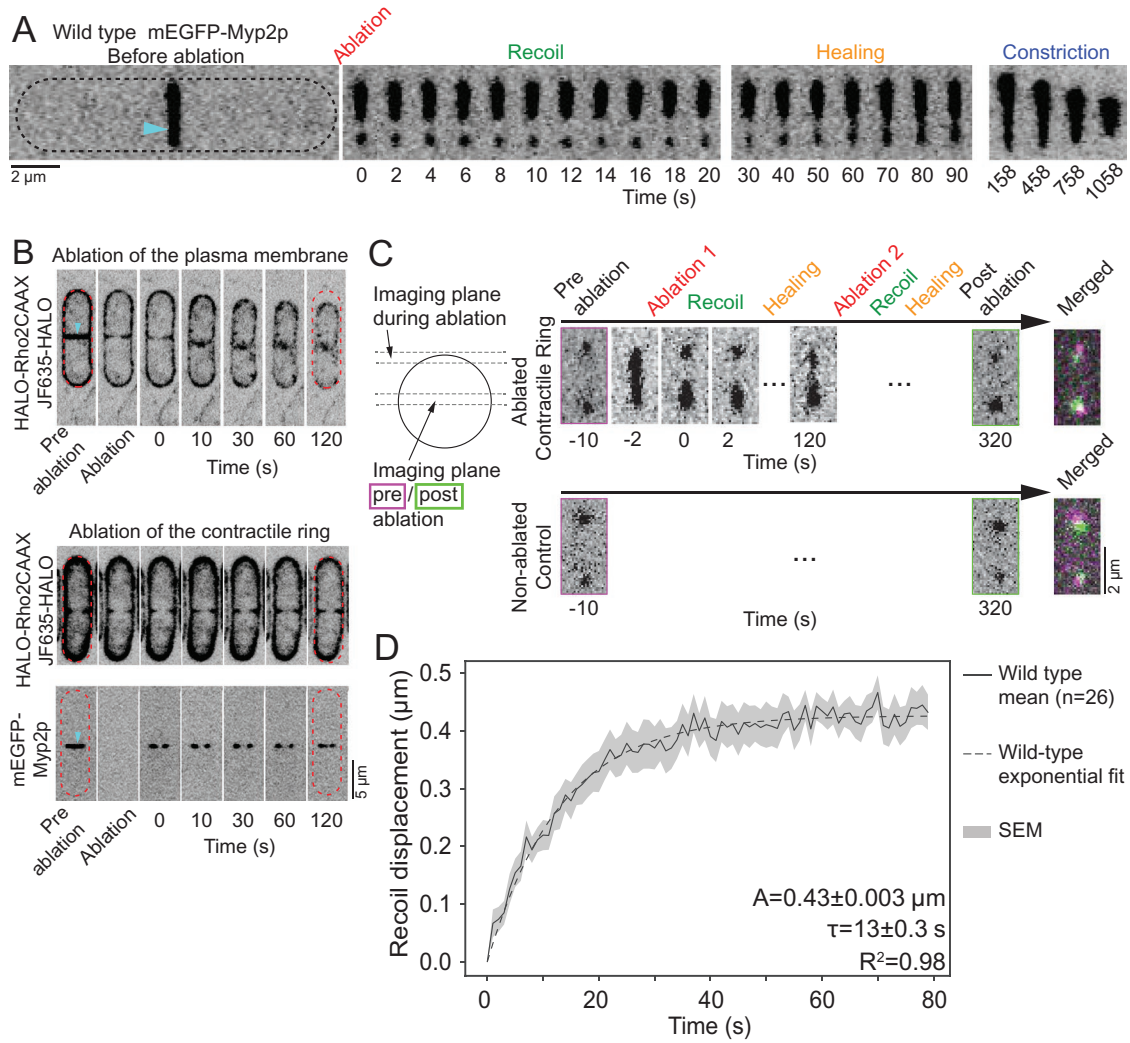 A
Wild type mEGFP-Myp2p
Before ablation
Ablation
Recoil
Healing
Constriction
2 µm
0 2 4 6 8 10 12 14 16 18 20
30 40 50 60 70 80 90
158 458 758 1058
Time (s)
B
Ablation of the plasma membrane
HALO-Rho2CAAX
JF635-HALO
Pre
ablation
Ablation
0 10 30 60 120
Time (s)
Ablation of the contractile ring
HALO-Rho2CAAX
JF635-HALO
mEGFP-
Myp2p
5 µm
Pre
ablation
Ablation
0 10 30 60 120
Time (s)
C
Imaging plane
during ablation
Imaging plane
pre / post
ablation
Pre
ablation
Ablation 1
Recoil
Healing
Ablation 2
Recoil
Healing
Post
ablation
Merged
Ablated
Contractile Ring
... ...
-10 -2 0 2 120 320
Time (s)
Merged
Non-ablated
Control
...
-10 320
Time (s)
2 µm
D
Recoil displacement (µm)
0.5
0.4
0.3
0.2
0.1
0.0
0 20 40 60 80
Time (s)
A=0.43±0.003 µm
τ=13±0.3 s
R²=0.98
Wild type
mean (n=26)
Wild-type
exponential fit
SEM